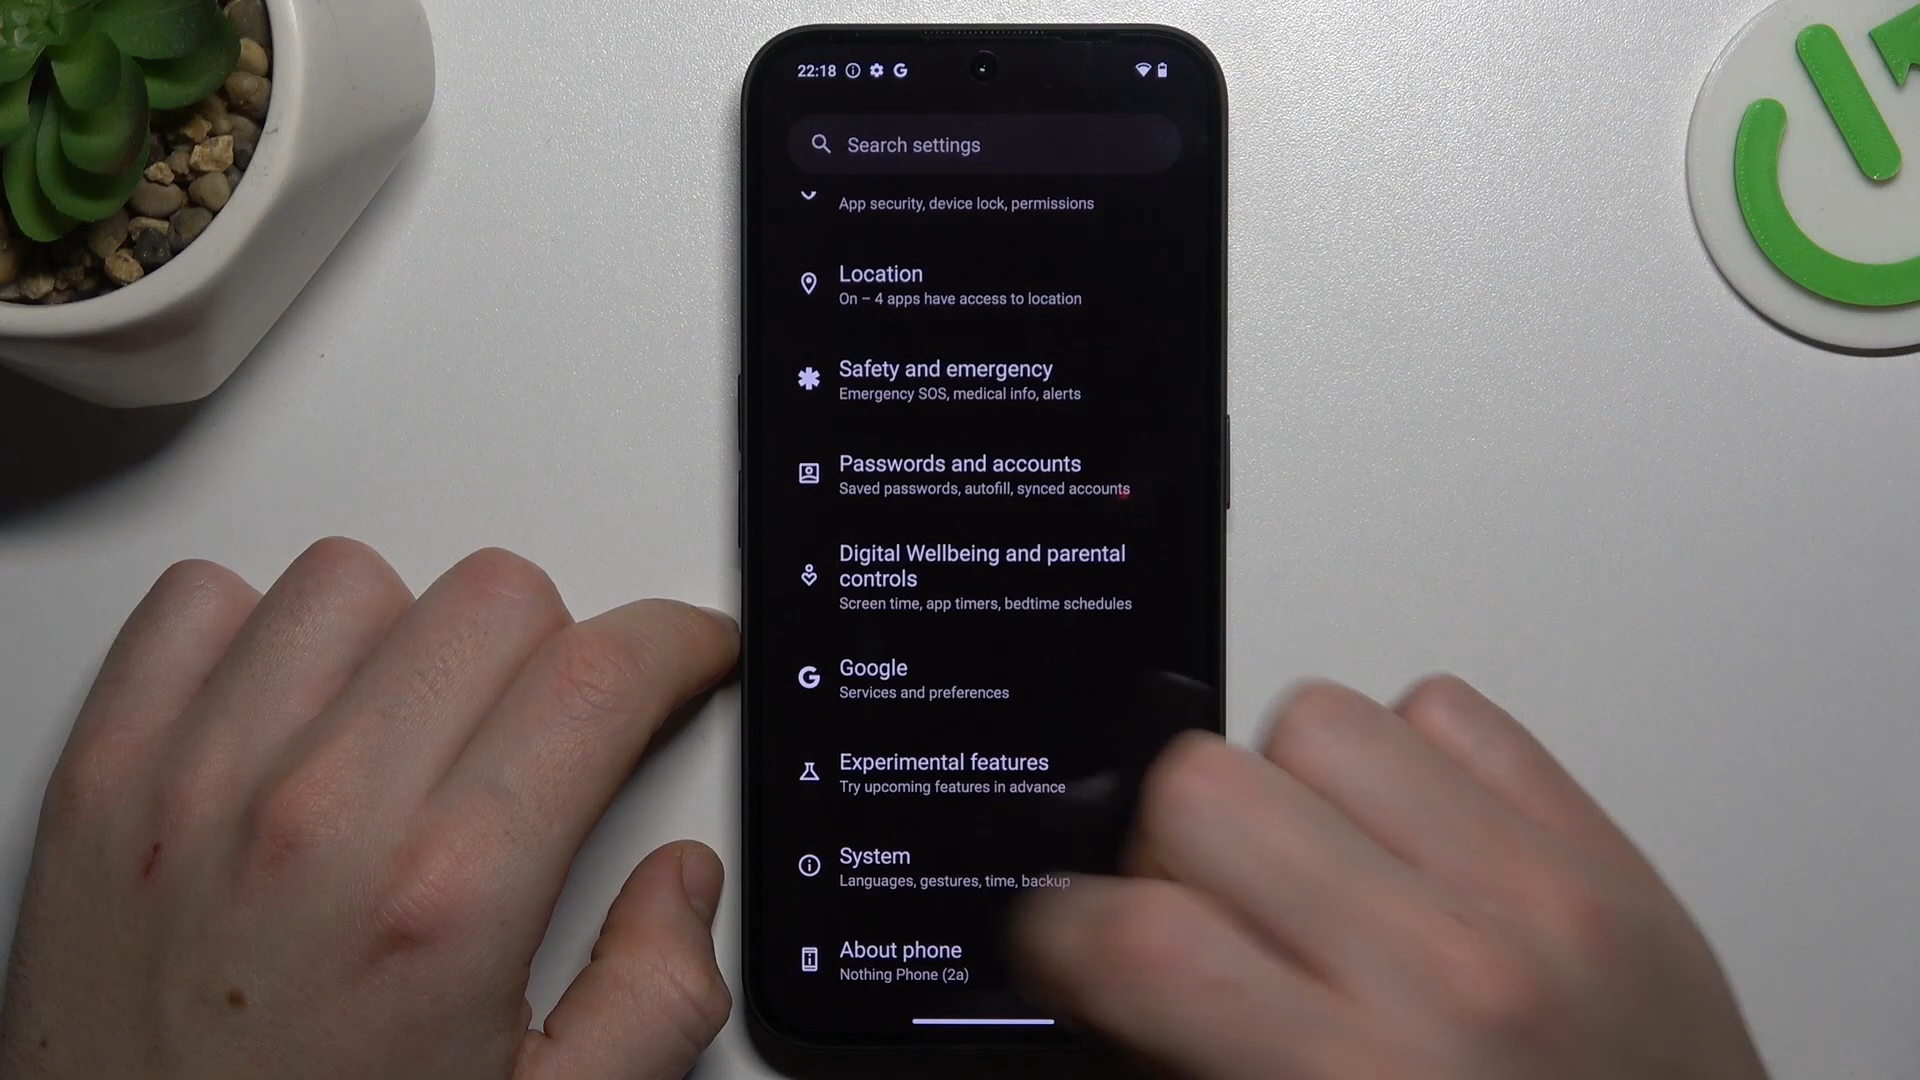 22:18
Search settings
App security, device lock, permissions
Location
On – 4 apps have access to location
Safety and emergency
Emergency SOS, medical info, alerts
Passwords and accounts
Saved passwords, autofill, synced accounts
Digital Wellbeing and parental
controls
Screen time, app timers, bedtime schedules
Google
Services and preferences
Experimental features
Try upcoming features in advance
System
Languages, gestures, time, backup
About phone
Nothing Phone (2a)